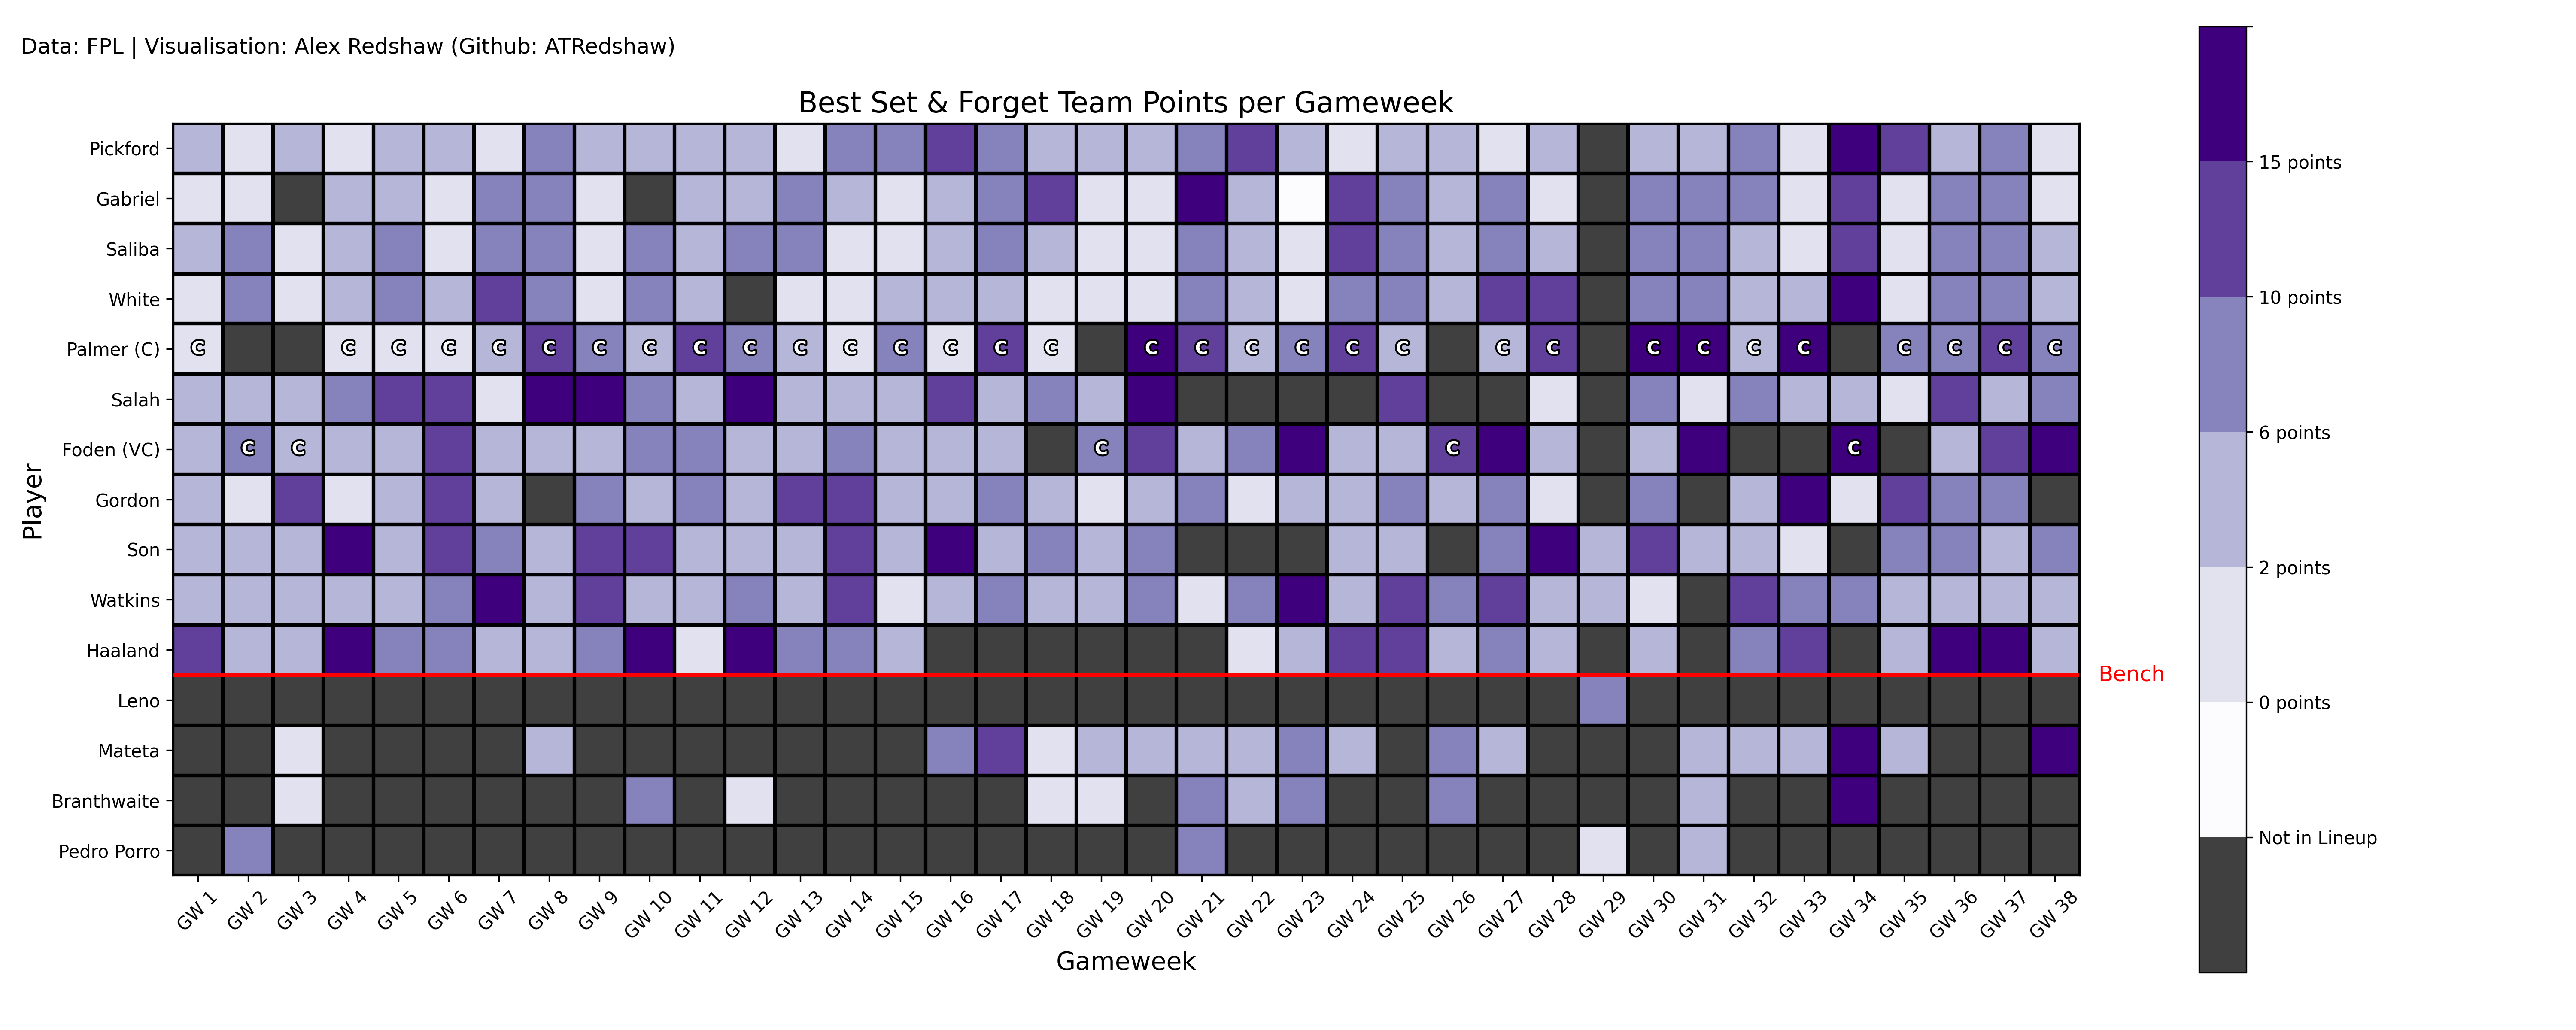 Data: FPL | Visualisation: Alex Redshaw (Github: ATRedshaw)
Best Set & Forget Team Points per Gameweek
Player
Pickford
Gabriel
Saliba
White
Palmer (C) C C C C C C C C C C C C C C C C C C C C C C C C C C C C C C C
Salah
Foden (VC) C C C C C
Gordon
Son
Watkins
Haaland
Bench
Leno
Mateta
Branthwaite
Pedro Porro
GW 1 GW 2 GW 3 GW 4 GW 5 GW 6 GW 7 GW 8 GW 9 GW 10 GW 11 GW 12 GW 13 GW 14 GW 15 GW 16 GW 17 GW 18 GW 19 GW 20 GW 21 GW 22 GW 23 GW 24 GW 25 GW 26 GW 27 GW 28 GW 29 GW 30 GW 31 GW 32 GW 33 GW 34 GW 35 GW 36 GW 37 GW 38
Gameweek
15 points
10 points
6 points
2 points
0 points
Not in Lineup